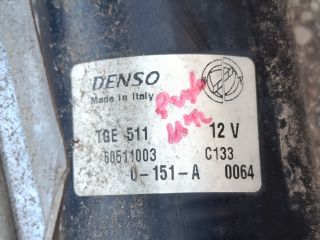 DENSO
Made in Italy
TGE 511 12 V
60511003 C133
0-151-A 0064